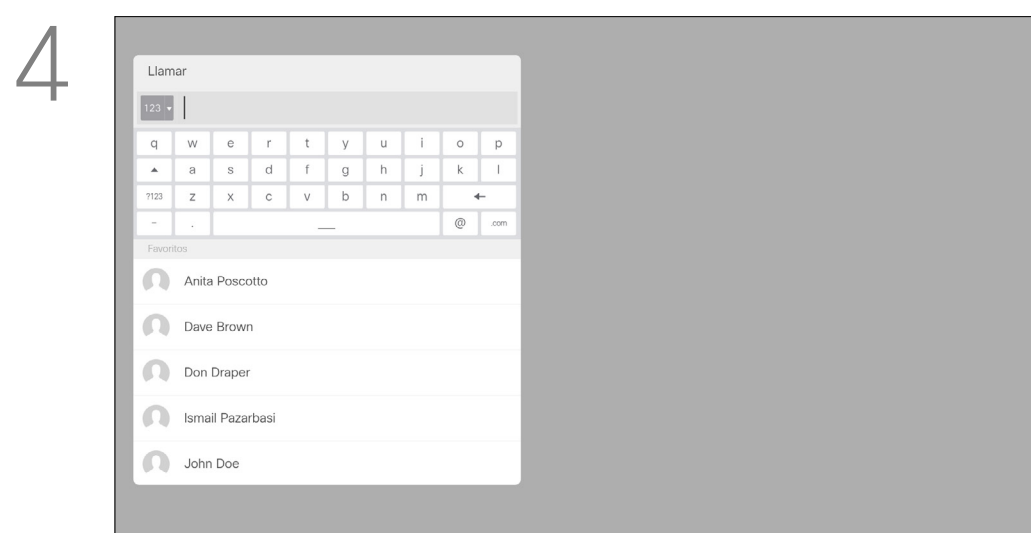 4
Llamar
123
q w e r t y u i o p
a s d f g h j k l
?123 z x c v b n m
- . @ .com
Favoritos
Anita Poscotto
Dave Brown
Don Draper
Ismail Pazarbasi
John Doe